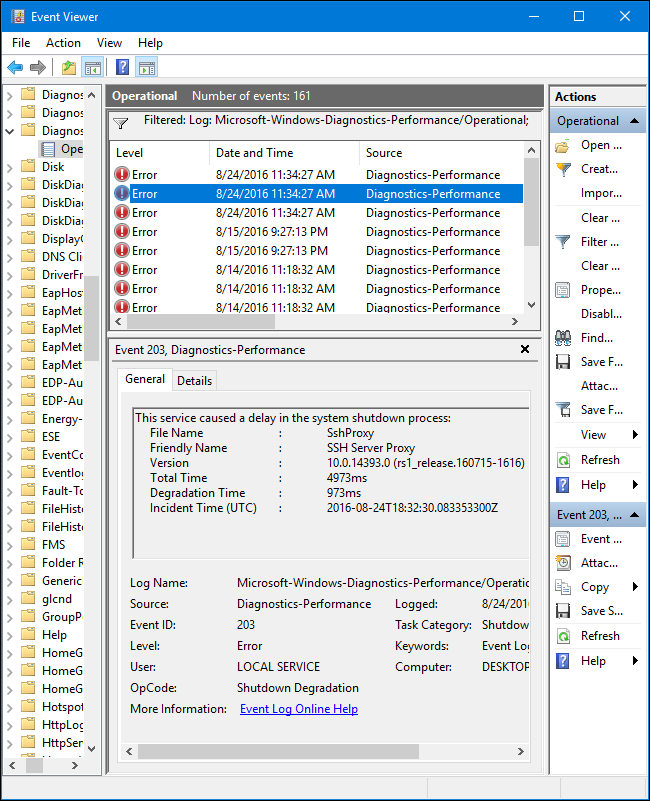 Event Viewer
File Action View Help
Diagnos
Diagnos
Diagnos
Ope
Disk
DiskDiag
DiskDiag
DiskDiag
DisplayC
DNS Clie
DriverFr
EapHost
EapMeth
EapMeth
EapMeth
EapMeth
EDP-Au
EDP-Au
Energy-
ESE
EventCo
Eventlog
Fault-To
FileHisto
FileHisto
FMS
Folder R
Generic
glcnd
GroupP
Help
HomeG
HomeG
HomeG
Hotspot
HttpLog
HttpSer
Operational Number of events: 161
Filtered: Log: Microsoft-Windows-Diagnostics-Performance/Operational;
Level Date and Time Source
Error 8/24/2016 11:34:27 AM Diagnostics-Performance
Error 8/24/2016 11:34:27 AM Diagnostics-Performance
Error 8/24/2016 11:34:27 AM Diagnostics-Performance
Error 8/15/2016 9:27:13 PM Diagnostics-Performance
Error 8/15/2016 9:27:13 PM Diagnostics-Performance
Error 8/14/2016 11:18:32 AM Diagnostics-Performance
Error 8/14/2016 11:18:32 AM Diagnostics-Performance
Error 8/14/2016 11:18:32 AM Diagnostics-Performance
Event 203, Diagnostics-Performance
General Details
This service caused a delay in the system shutdown process:
File Name : SshProxy
Friendly Name : SSH Server Proxy
Version : 10.0.14393.0 (rs1_release.160715-1616)
Total Time : 4973ms
Degradation Time : 973ms
Incident Time (UTC) : 2016-08-24T18:32:30.083353300Z
Log Name: Microsoft-Windows-Diagnostics-Performance/Operatio
Source: Diagnostics-Performance Logged: 8/24/201
Event ID: 203 Task Category: Shutdow
Level: Error Keywords: Event Log
User: LOCAL SERVICE Computer: DESKTOP
OpCode: Shutdown Degradation
More Information: Event Log Online Help
Actions
Operational
Open ...
Creat...
Impor...
Clear ...
Filter ...
Clear ...
Prope...
Disabl...
Find...
Save F...
Attac...
Save F...
View
Refresh
Help
Event 203, ...
Event ...
Attac...
Copy
Save S...
Refresh
Help